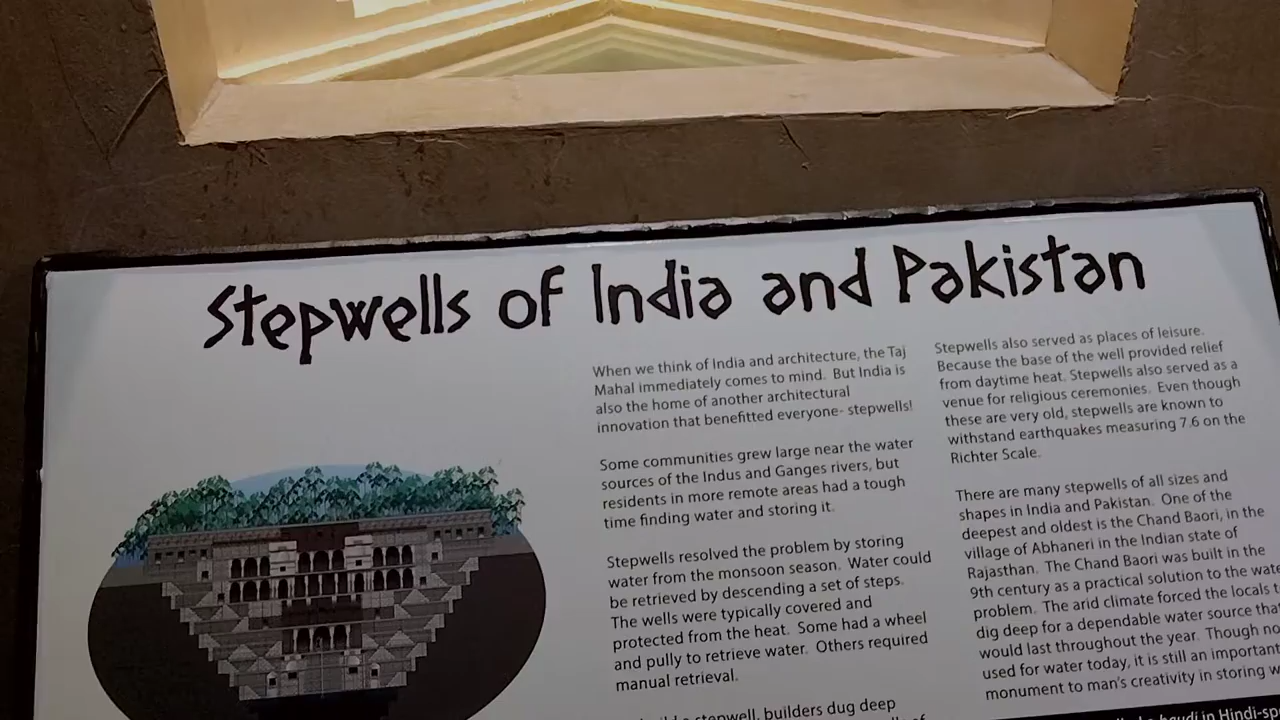 Stepwells of India and Pakistan
When we think of India and architecture, the Taj
Mahal immediately comes to mind. But India is
also the home of another architectural
innovation that benefitted everyone- stepwells!
Some communities grew large near the water
sources of the Indus and Ganges rivers, but
residents in more remote areas had a tough
time finding water and storing it.
Stepwells resolved the problem by storing
water from the monsoon season. Water could
be retrieved by descending a set of steps.
The wells were typically covered and
protected from the heat. Some had a wheel
and pully to retrieve water. Others required
manual retrieval.
stepwell, builders dug deep
Stepwells also served as places of leisure.
Because the base of the well provided relief
from daytime heat. Stepwells also served as a
venue for religious ceremonies. Even though
these are very old, stepwells are known to
withstand earthquakes measuring 7.6 on the
Richter Scale.
There are many stepwells of all sizes and
shapes in India and Pakistan. One of the
deepest and oldest is the Chand Baori, in the
village of Abhaneri in the Indian state of
Rajasthan. The Chand Baori was built in the
9th century as a practical solution to the
problem. The arid climate forced the locals
dig deep for a dependable water source
would last throughout the year. Though
used for water today, it is still an important
monument to man's creativity in storing
in